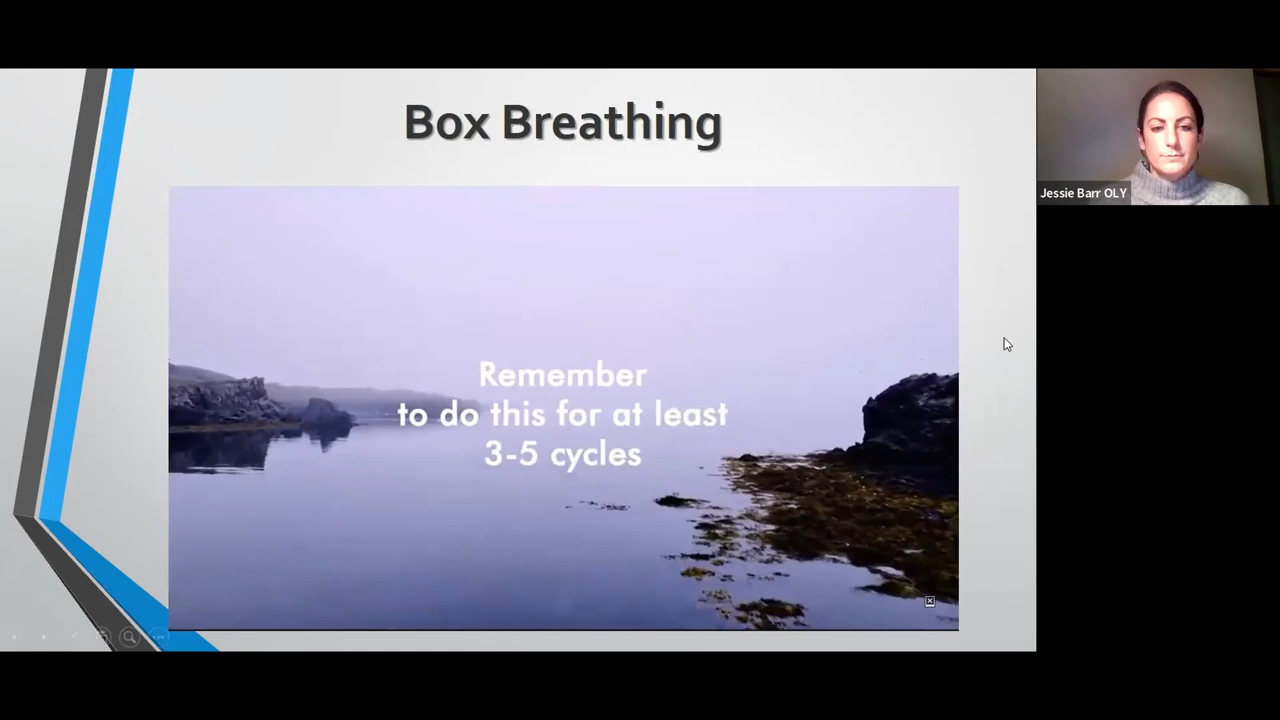 Box Breathing
Remember
to do this for at least
3-5 cycles
Jessie Barr OLY